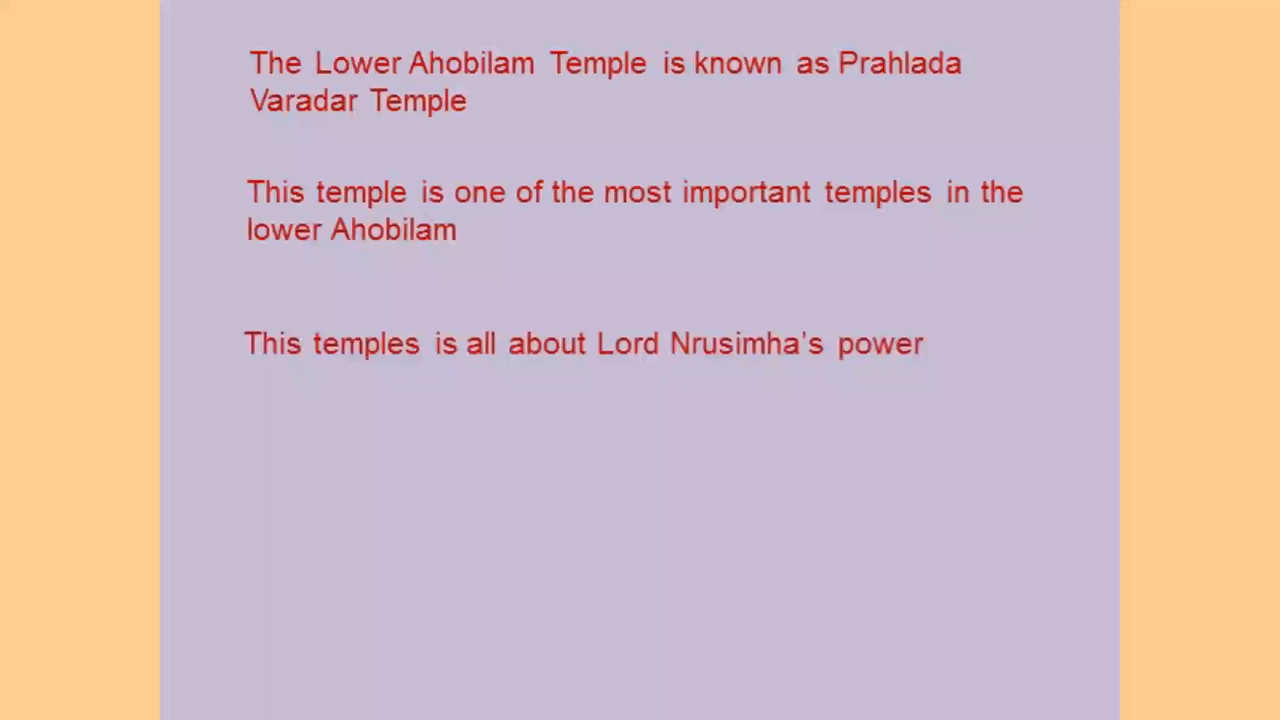 The Lower Ahobilam Temple is known as Prahlada
Varadar Temple
This temple is one of the most important temples in the
lower Ahobilam
This temples is all about Lord Nrusimha’s power